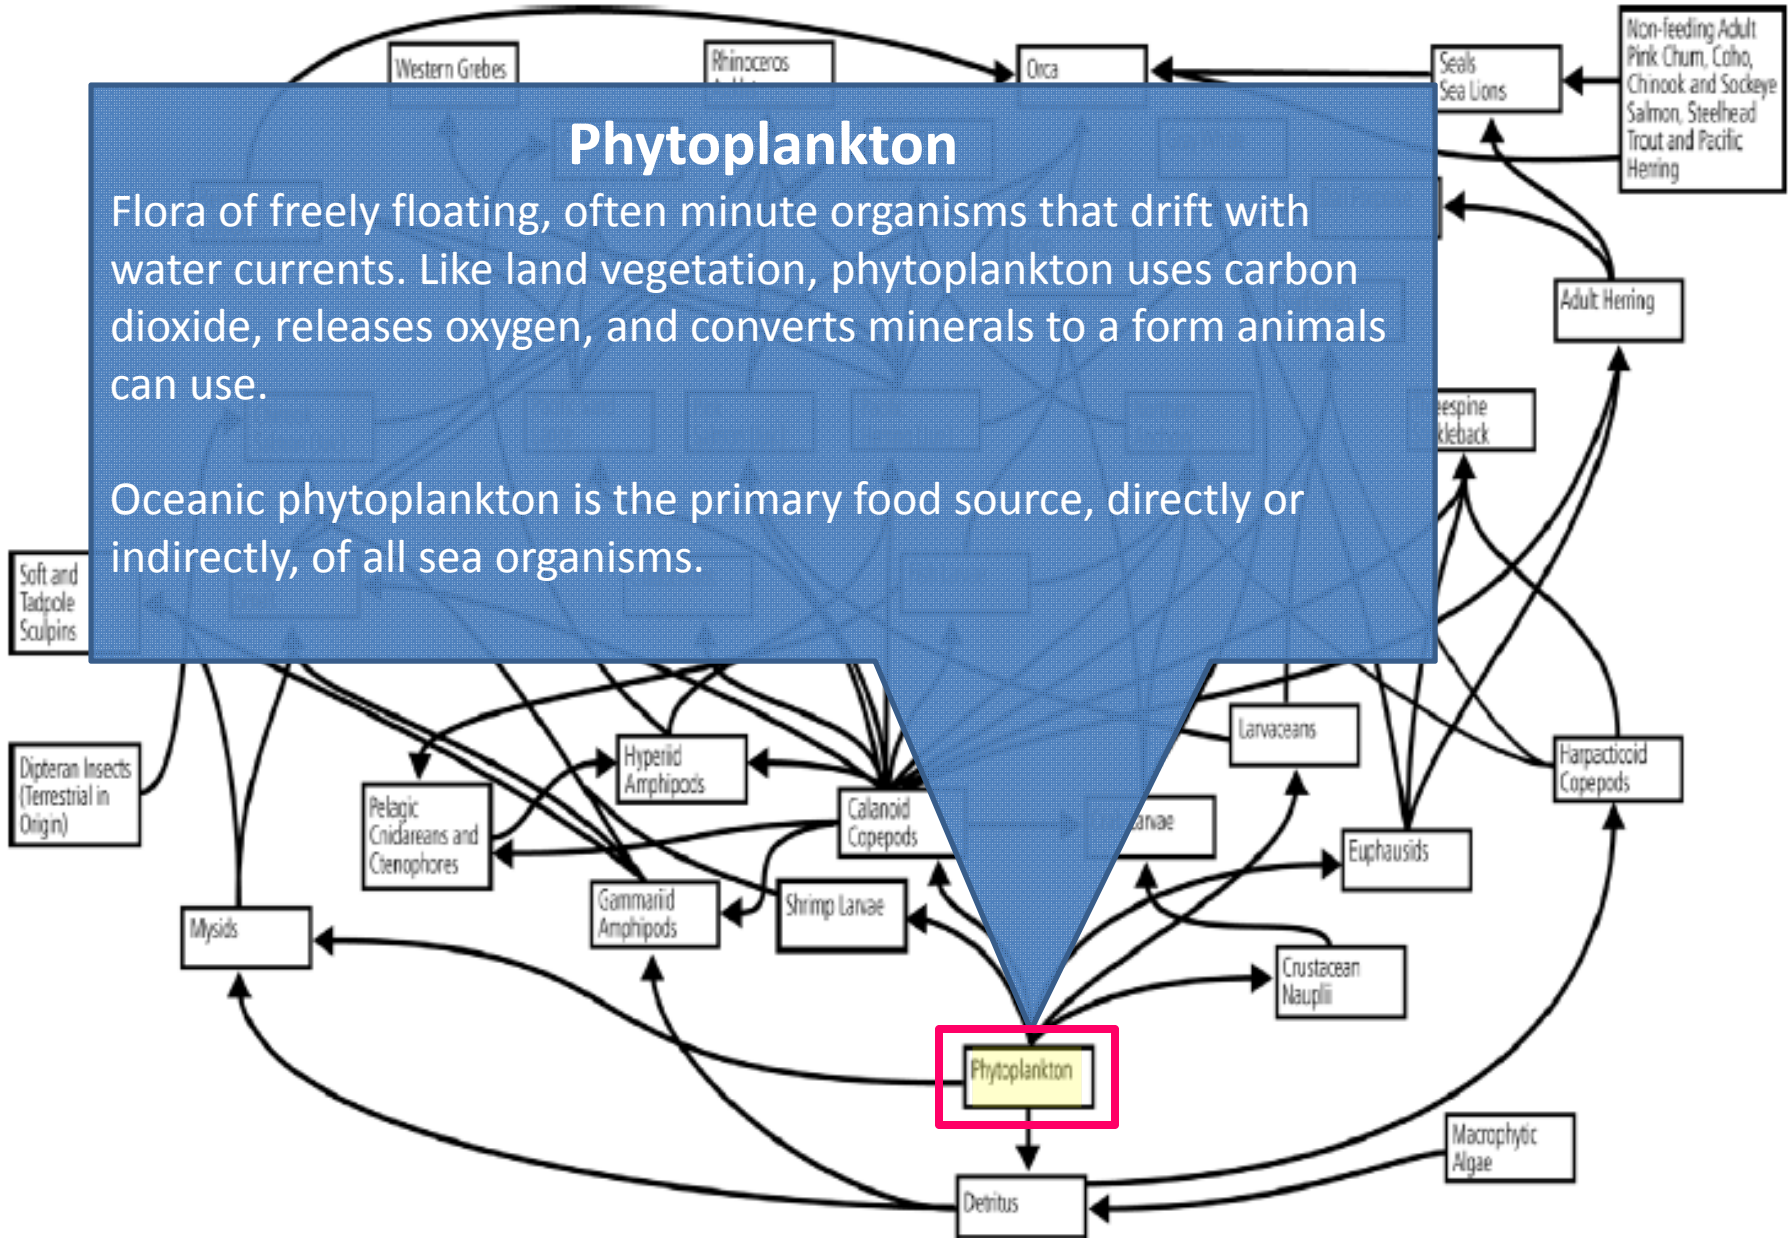 Western Grebes
Rhinoceros
Orca
Seals
Sea Lions
Non-feeding Adult
Pink Chum, Coho,
Chinook and Sockeye
Salmon, Steelhead
Trout and Pacific
Herring
Phytoplankton
Flora of freely floating, often minute organisms that drift with
water currents. Like land vegetation, phytoplankton uses carbon
dioxide, releases oxygen, and converts minerals to a form animals
can use.
Oceanic phytoplankton is the primary food source, directly or
indirectly, of all sea organisms.
Adult Herring
Soft and
Tadpole
Sculpins
Dipteran Insects
(Terrestrial in
Origin)
Pelagic
Cnidareans and
Ctenophores
Hyperiid
Amphipods
Calanoid
Copepods
Larvaceans
Harpacticoid
Copepods
Euphausids
Gammariid
Amphipods
Shrimp Larvae
Mysids
Crustacean
Nauplii
Phytoplankton
Macrophytic
Algae
Detritus